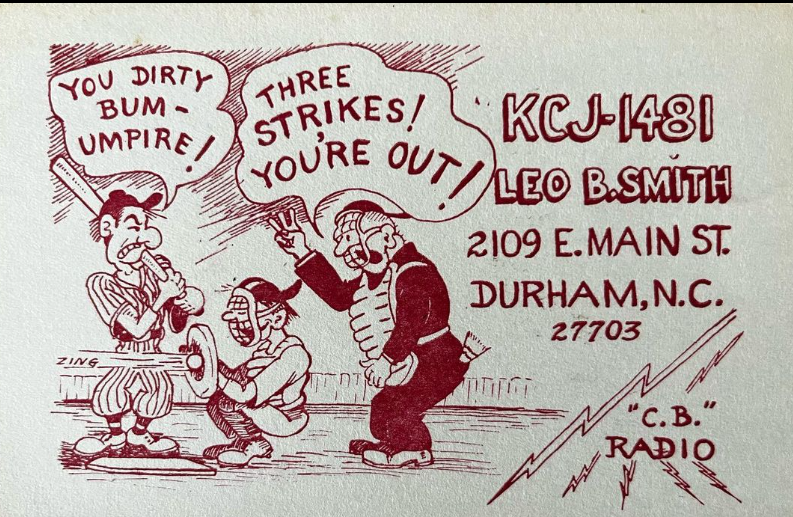 YOU DIRTY
BUM-
UMPIRE!
THREE
STRIKES!
YOU'RE OUT!
ZING
KCJ-1481
LEO B. SMITH
2109 E. MAIN ST.
DURHAM, N.C.
27703
"C.B."
RADIO